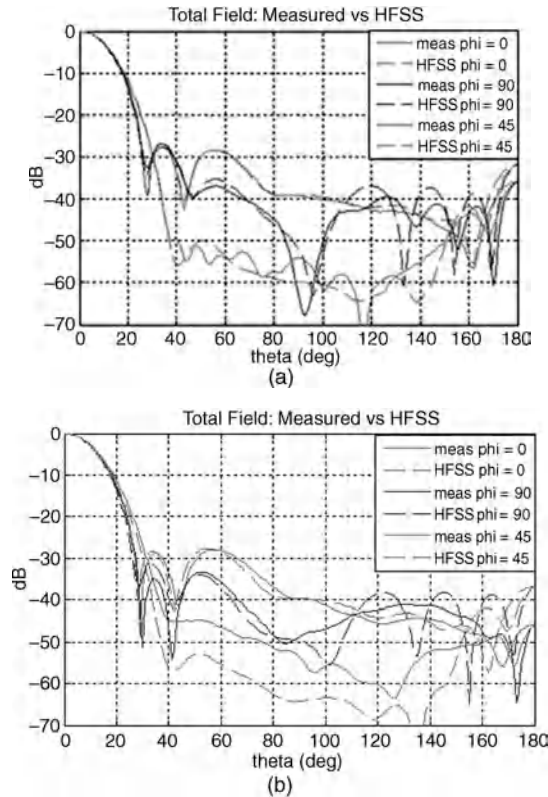 Total Field: Measured vs HFSS
0
−10
−20
−30
−40
−50
−60
−70
dB
meas phi = 0
HFSS phi = 0
meas phi = 90
HFSS phi = 90
meas phi = 45
HFSS phi = 45
0 20 40 60 80 100 120 140 160 180
theta (deg)
(a)
Total Field: Measured vs HFSS
0
−10
−20
−30
−40
−50
−60
−70
dB
meas phi = 0
HFSS phi = 0
meas phi = 90
HFSS phi = 90
meas phi = 45
HFSS phi = 45
0 20 40 60 80 100 120 140 160 180
theta (deg)
(b)